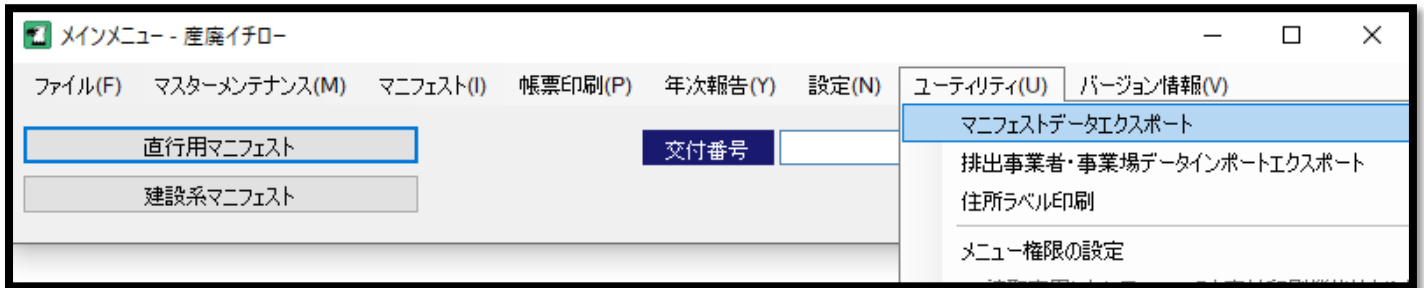 メインメニュー - 産廃イチロー
ファイル(F) マスターメンテナンス(M) マニフェスト(I) 帳票印刷(P) 年次報告(Y) 設定(N) ユーティリティ(U) バージョン情報(V)
マニフェストデータエクスポート
直行用マニフェスト 交付番号
排出事業者・事業場データインポートエクスポート
建設系マニフェスト
住所ラベル印刷
メニュー権限の設定